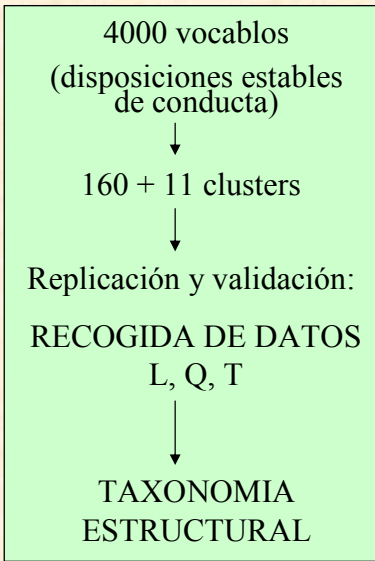 4000 vocablos
(disposiciones estables
de conducta)
160 + 11 clusters
Replicación y validación:
RECOGIDA DE DATOS
L, Q, T
TAXONOMIA
ESTRUCTURAL